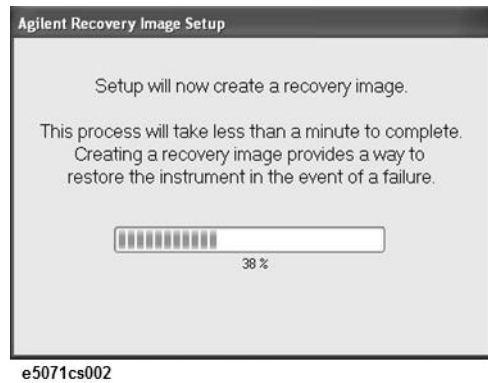 Agilent Recovery Image Setup
Setup will now create a recovery image.
This process will take less than a minute to complete.
Creating a recovery image provides a way to
restore the instrument in the event of a failure.
38 %
e5071cs002